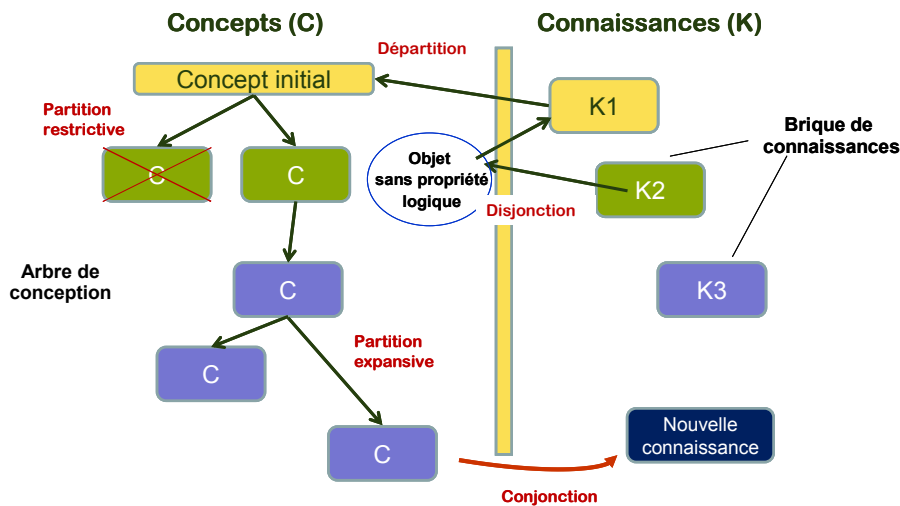 Concepts (C)
Connaissances (K)
Départition
Concept initial
K1
Partition
restrictive
Brique de
connaissances
C
C
Objet
sans propriété
logique
K2
Disjonction
Arbre de
conception
C
K3
Partition
expansive
C
C
Nouvelle
connaissance
Conjonction